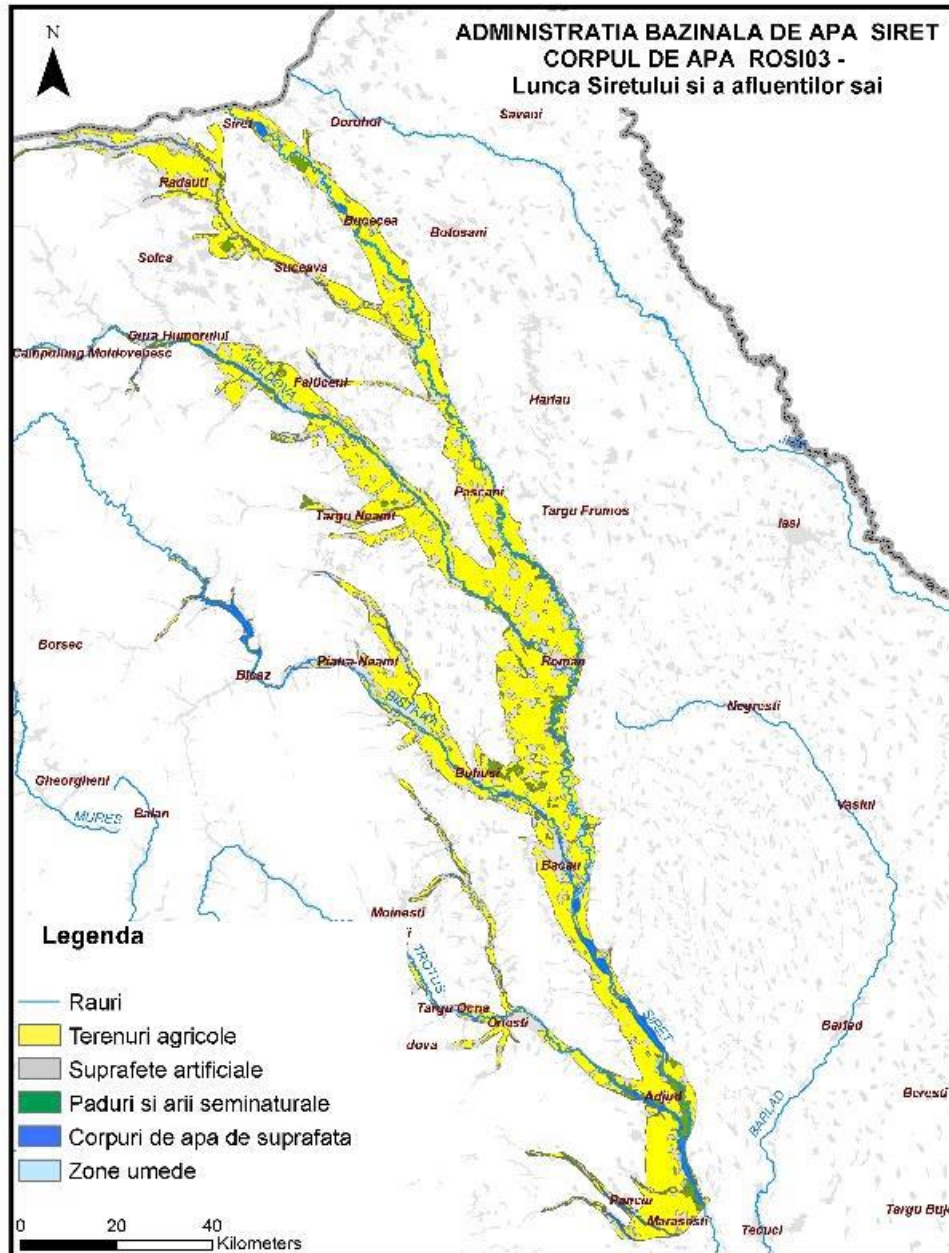 ADMINISTRATIA BAZINALA DE APA SIRET
CORPUL DE APA ROSI03 -
Lunca Siretului si a afluentilor sai
N
Savani
Dorohoi
Siret
Radauti
Bucecea
Botosani
Solca
Suceava
Gura Humorului
Campulung Moldovenesc
MOLDOVA
Falticeni
Harlau
Pascani
Targu Neamt
Targu Frumos
Iasi
Borsec
Bicaz
Piatra-Neamt
Roman
BISTRITA
Negresti
Buhusi
Gheorgheni
Balan
MURES
Vaslui
Bacau
Moinesti
TROTUS
Targu Ocna
Onesti
dova
SIRET
Barlad
Adjud
BARLAD
Beresti
Panciu
Marasesti
Tecuci
Targu Buj
Legenda
Rauri
Terenuri agricole
Suprafete artificiale
Paduri si arii seminaturale
Corpuri de apa de suprafata
Zone umede
0 20 40
Kilometers